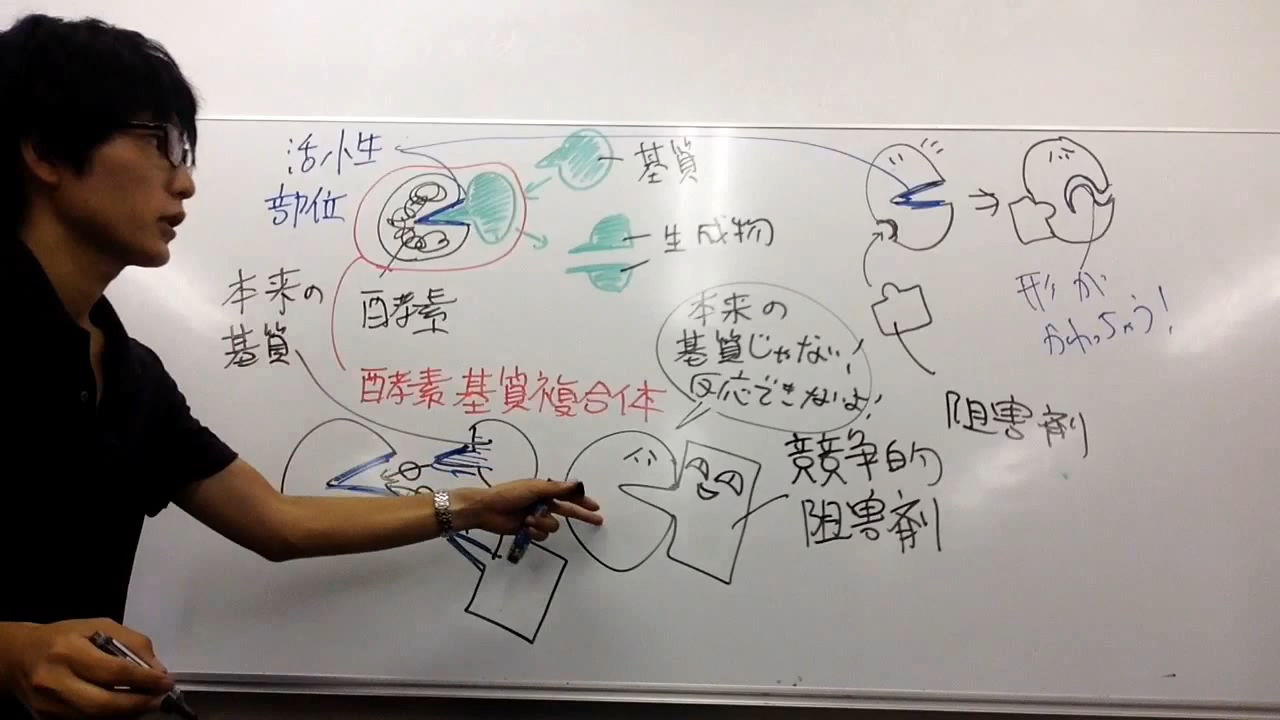 活性
部位
基質
生成物
酵素
酵素基質複合体
本来の
基質
本来の
基質じゃない!
反応できないよ!
競争的
阻害剤
形が
かわっちゃう!
阻害剤